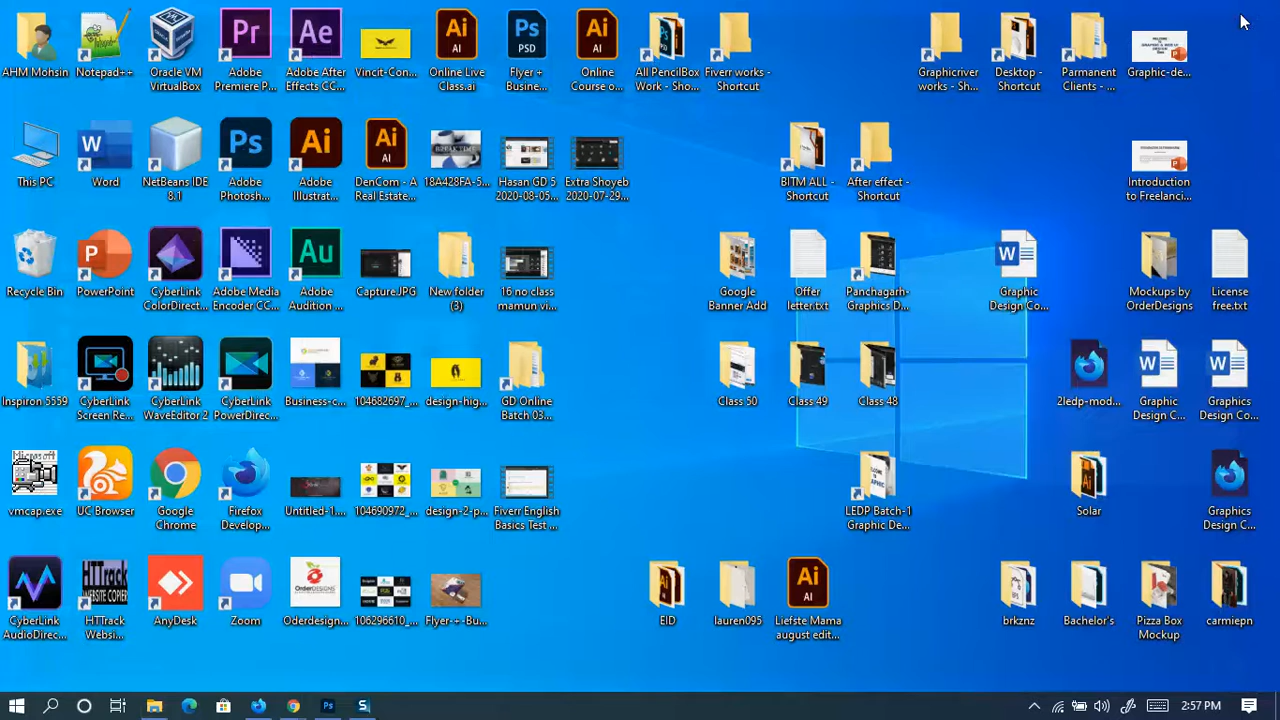 AHM Mohsin
Notepad++
Oracle VM
VirtualBox
Adobe
Premiere P...
Adobe After
Effects CC...
Vincit-Con...
Online Live
Class.ai
Flyer +
Busine...
Online
Course o...
All PencilBox
Work - Sho...
Fiverr works -
Shortcut
Graphicriver
works - Sh...
Desktop -
Shortcut
Parmanent
Clients - ...
Graphic-de...
This PC
Word
NetBeans IDE
8.1
Adobe
Photosh...
Adobe
Illustrat...
DenCom - A
Real Estate...
BREAK TIME
18A428FA-5...
Hasan GD 5
2020-08-05...
Extra Shoyeb
2020-07-29...
BITM ALL -
Shortcut
After effect -
Shortcut
Introduction
to Freelanci...
Recycle Bin
PowerPoint
CyberLink
ColorDirect...
Adobe Media
Encoder CC...
Adobe
Audition ...
Capture.JPG
New folder
(3)
16 no class
mamun vi...
Google
Banner Add
Offer
letter.txt
Panchagarh-
Graphics D...
Graphic
Design Co...
Mockups by
OrderDesigns
License
free.txt
Inspiron 5559
CyberLink
Screen Re...
CyberLink
WaveEditor 2
CyberLink
PowerDirec...
Business-c...
104682697_...
design-hig...
GD Online
Batch 03...
Class 50
Class 49
Class 48
2ledp-mod...
Graphic
Design C...
Graphics
Design Co...
vmcap.exe
UC Browser
Google
Chrome
Firefox
Develop...
Untitled-1....
104690972_...
design-2-p...
Fiverr English
Basics Test ...
LEDP Batch-1
Graphic De...
Solar
Graphics
Design C...
CyberLink
AudioDirec...
HTTrack
Websi...
AnyDesk
Zoom
Oderdesign...
106296610_...
Flyer-+-Bu...
EID
lauren095
Liefste Mama
august edit...
brkznz
Bachelor's
Pizza Box
Mockup
carmiepn
2:57 PM